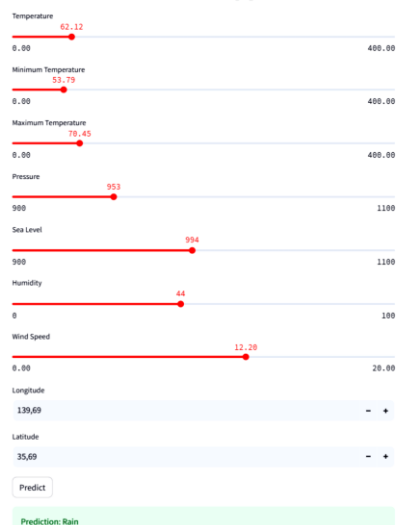 Temperature
62.12
0.00 400.00
Minimum Temperature
53.79
0.00 400.00
Maximum Temperature
70.45
0.00 400.00
Pressure
953
900 1100
Sea Level
994
900 1100
Humidity
44
0 100
Wind Speed
12.20
0.00 20.00
Longitude
139,69 − +
Latitude
35,69 − +
Predict
Prediction: Rain